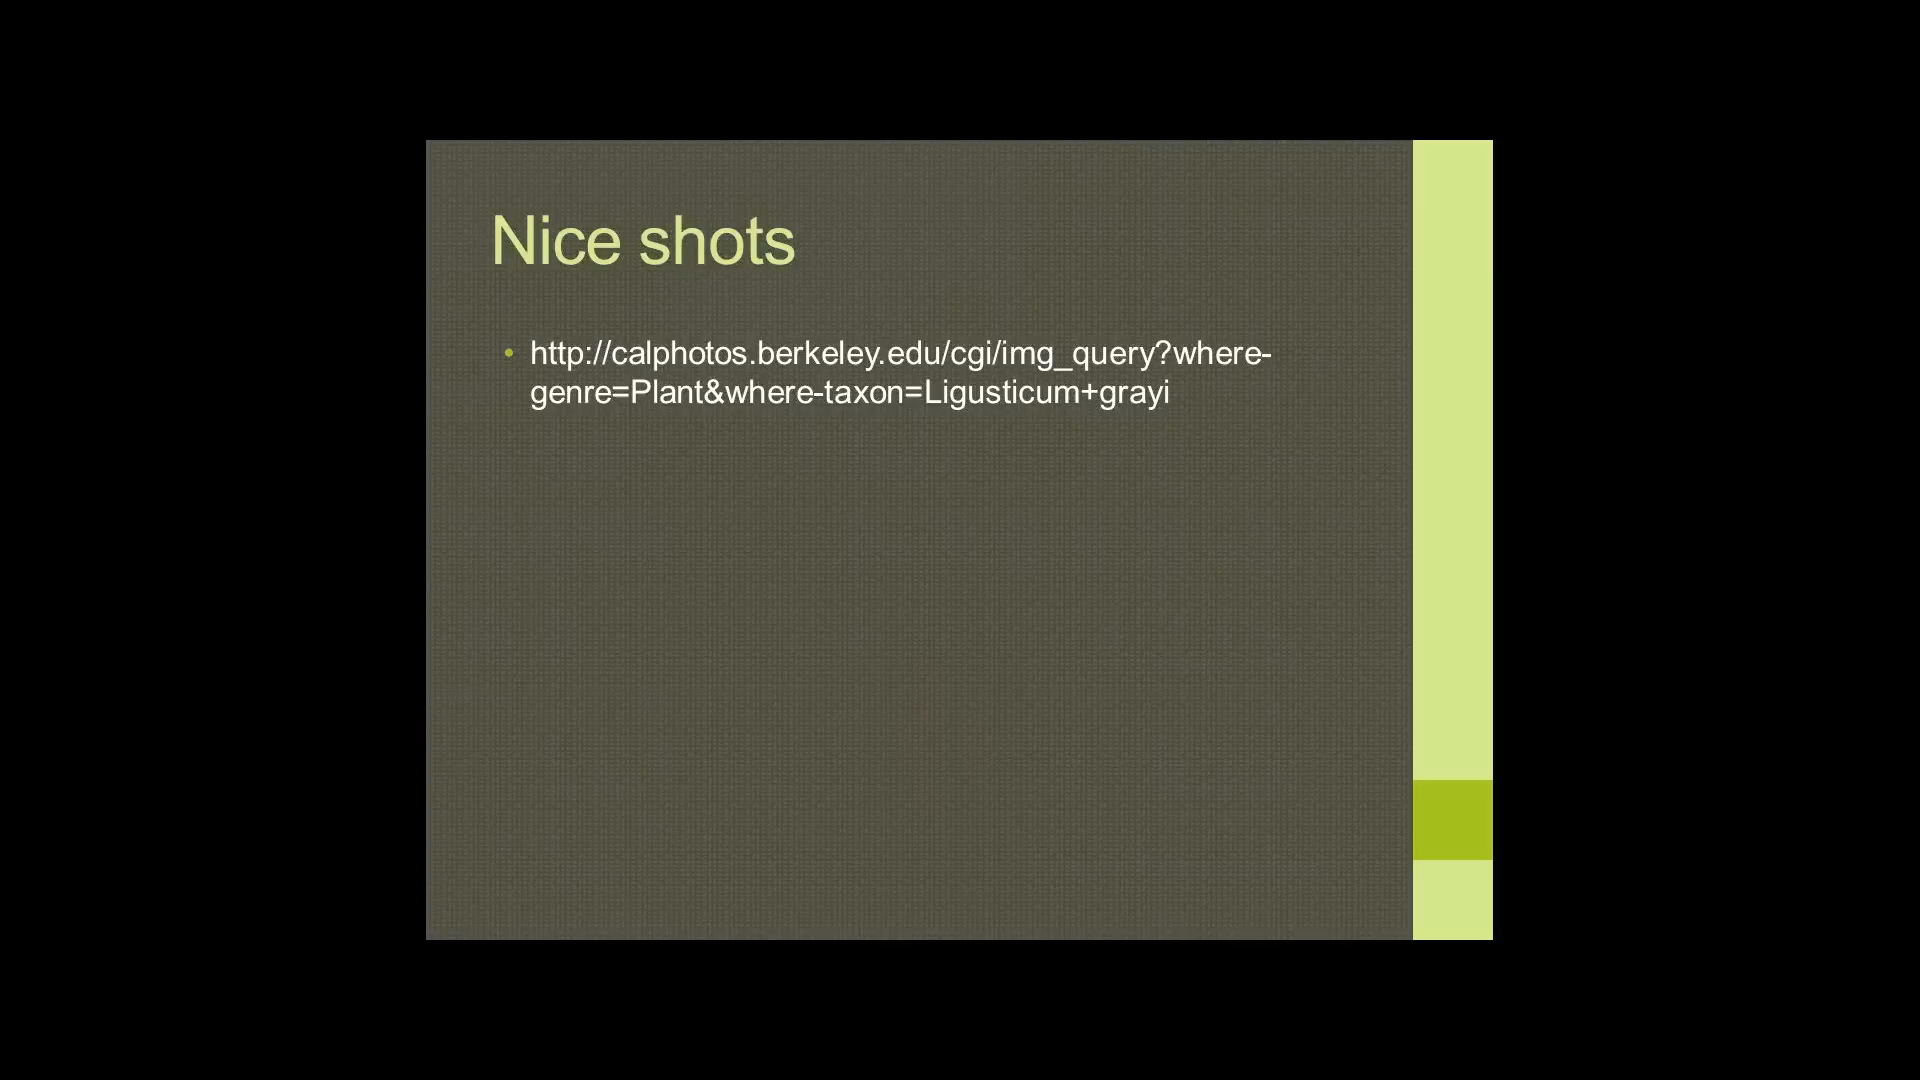 Nice shots
• http://calphotos.berkeley.edu/cgi/img_query?where-
genre=Plant&where-taxon=Ligusticum+grayi